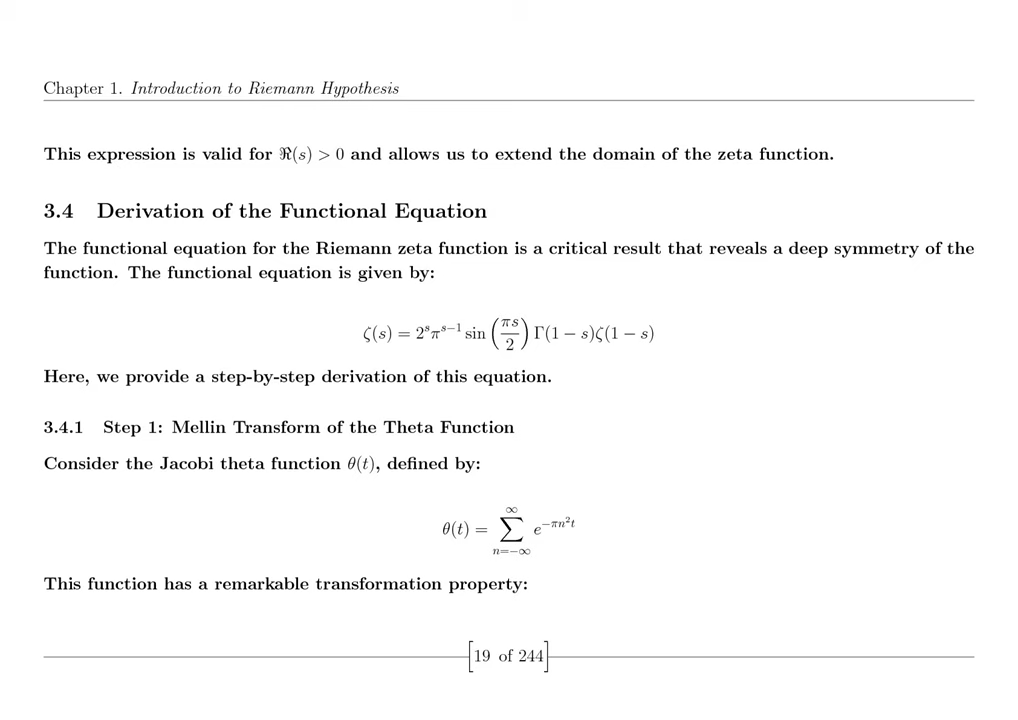 Chapter 1. Introduction to Riemann Hypothesis
This expression is valid for ℜ(s) > 0 and allows us to extend the domain of the zeta function.
3.4 Derivation of the Functional Equation
The functional equation for the Riemann zeta function is a critical result that reveals a deep symmetry of the
function. The functional equation is given by:
ζ(s) = 2^s π^{s−1} sin (πs/2) Γ(1 − s)ζ(1 − s)
Here, we provide a step-by-step derivation of this equation.
3.4.1 Step 1: Mellin Transform of the Theta Function
Consider the Jacobi theta function θ(t), defined by:
θ(t) = ∑_{n=−∞}^{∞} e^{−πn²t}
This function has a remarkable transformation property:
[19 of 244]